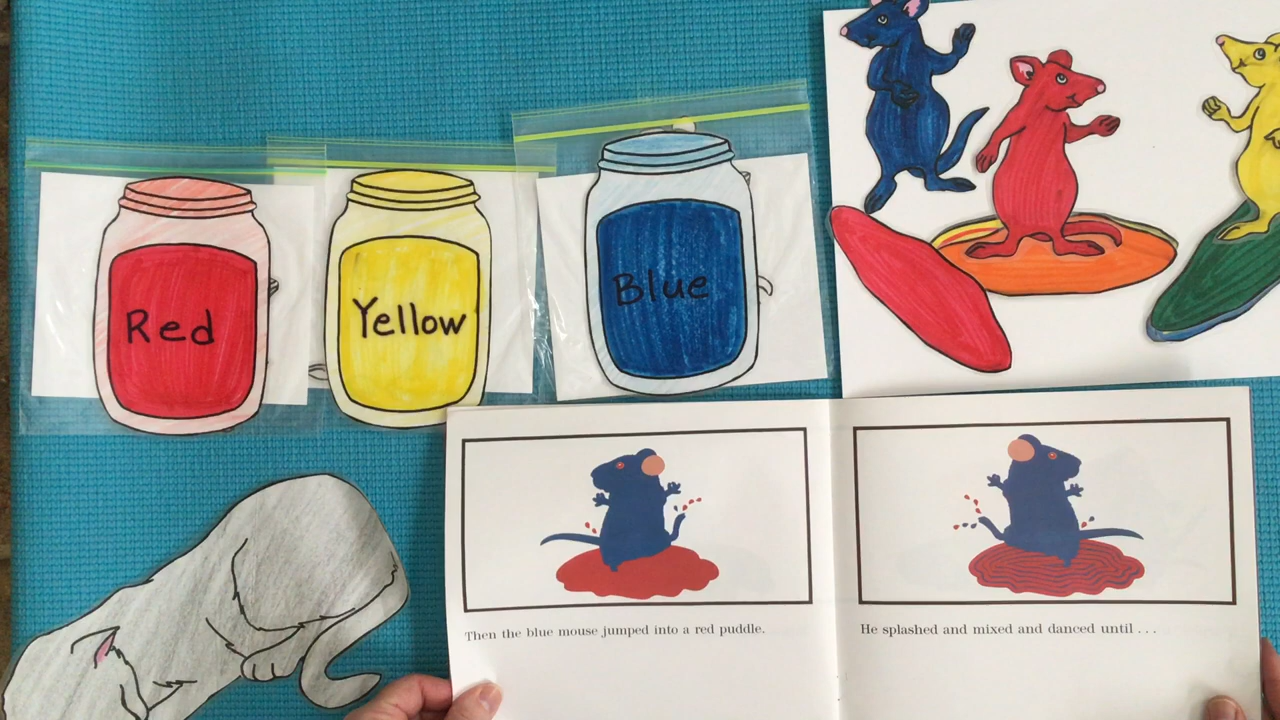 Red
Yellow
Blue
Then the blue mouse jumped into a red puddle.
He splashed and mixed and danced until . . .